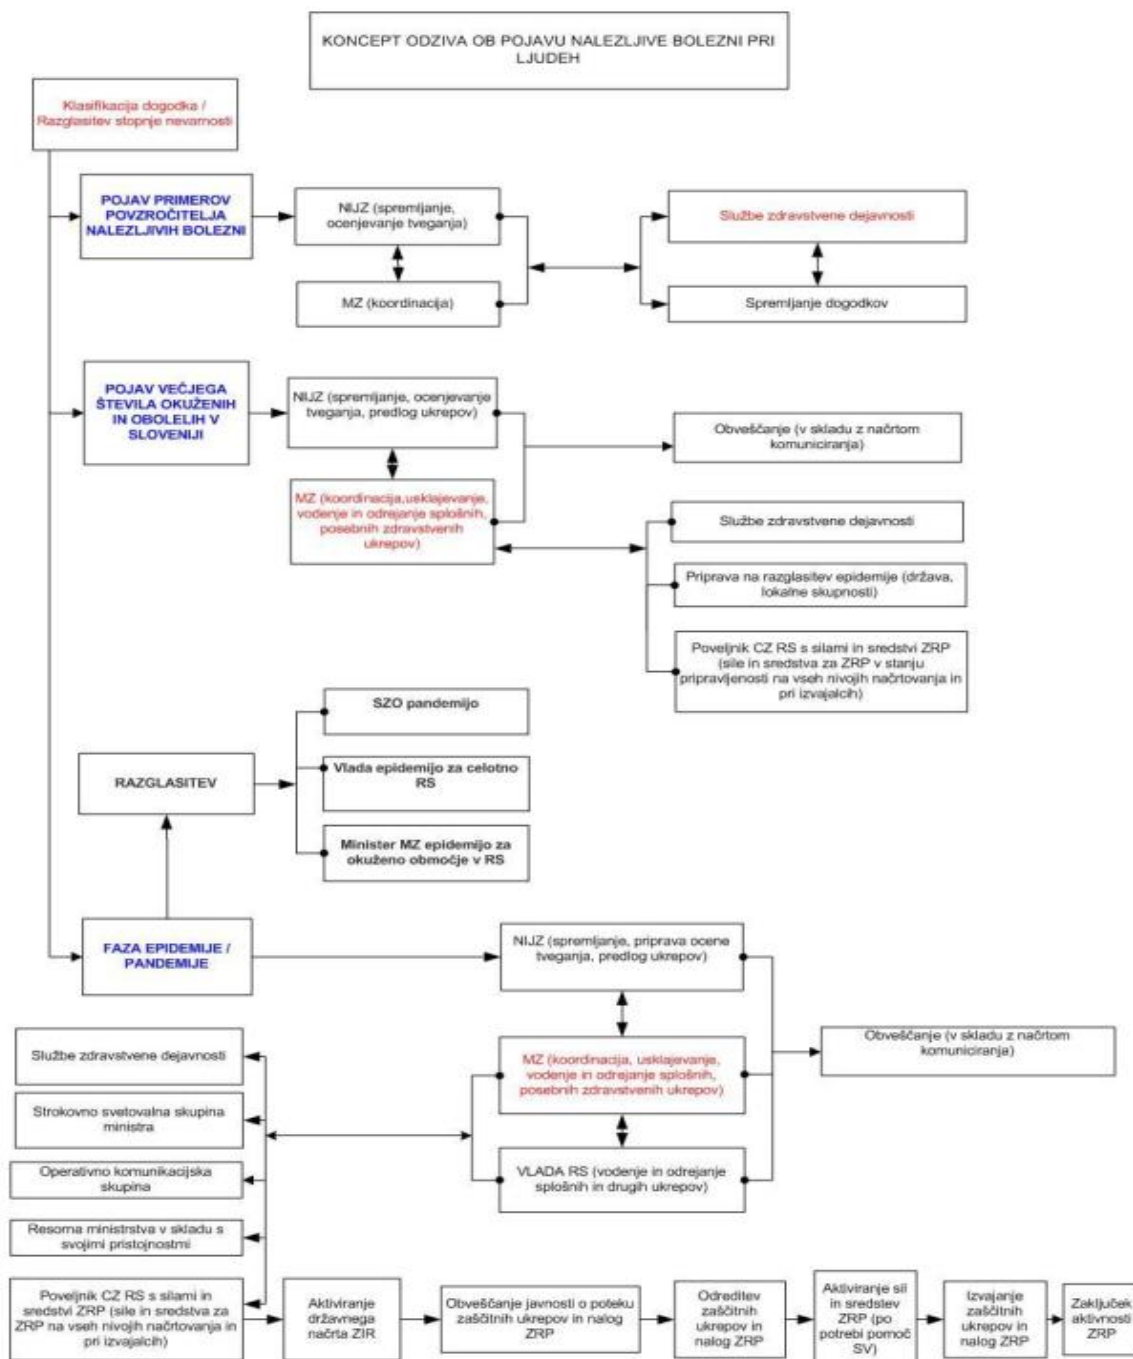 KONCEPT ODZIVA OB POJAVU NALEZLJIVE BOLEZNI PRI
LJUDEH
Klasifikacija dogodka /
Razglasitev stopnje nevarnosti
POJAV PRIMEROV
POVZROČITELJA
NALEZLJIVIH BOLEZNI
NIJZ (spremljanje,
ocenjevanje tveganja)
MZ (koordinacija)
Službe zdravstvene dejavnosti
Spremljanje dogodkov
POJAV VEČJEGA
ŠTEVILA OKUŽENIH
IN OBOLELIH V
SLOVENIJI
NIJZ (spremljanje, ocenjevanje
tveganja, predlog ukrepov)
MZ (koordinacija,usklajevanje,
vodenje in odrejanje splošnih,
posebnih zdravstvenih
ukrepov)
Obveščanje (v skladu z načrtom
komuniciranja)
Službe zdravstvene dejavnosti
Priprava na razglasitev epidemije (država,
lokalne skupnosti)
Poveljnik CZ RS s silami in sredstvi ZRP
(sile in sredstva za ZRP v stanju
pripravljenosti na vseh nivojih načrtovanja in
pri izvajalcih)
RAZGLASITEV
SZO pandemijo
Vlada epidemijo za celotno
RS
Minister MZ epidemijo za
okuženo območje v RS
FAZA EPIDEMIJE /
PANDEMIJE
NIJZ (spremljanje, priprava ocene
tveganja, predlog ukrepov)
MZ (koordinacija, usklajevanje,
vodenje in odrejanje splošnih,
posebnih zdravstvenih ukrepov)
VLADA RS (vodenje in odrejanje
splošnih in drugih ukrepov)
Obveščanje (v skladu z načrtom
komuniciranja)
Službe zdravstvene dejavnosti
Strokovno svetovalna skupina
ministra
Operativno komunikacijska
skupina
Resorna ministrstva v skladu s
svojimi pristojnostmi
Poveljnik CZ RS s silami in
sredstvi ZRP (sile in sredstva za
ZRP na vseh nivojih načrtovanja in
pri izvajalcih)
Aktiviranje
državnega
načrta ZIR
Obveščanje javnosti o poteku
zaščitnih ukrepov in nalog
ZRP
Odreditev
zaščitnih
ukrepov in
nalog ZRP
Aktiviranje sil
in sredstev
ZRP (po
potrebi pomoč
SV)
Izvajanje
zaščitnih
ukrepov in
nalog ZRP
Zaključek
aktivnosti
ZRP